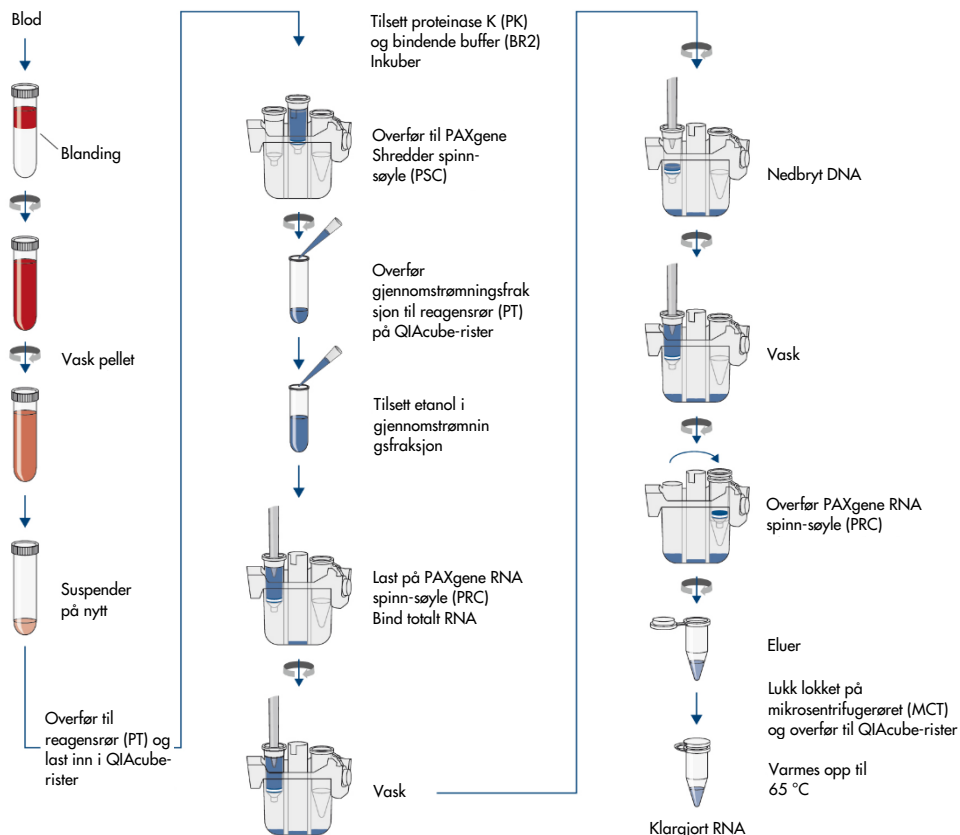 Blod
Blanding
Vask pellet
Suspender
på nytt
Overfør til
reagensrør (PT) og
last inn i QIAcube-
rister
Tilsett proteinase K (PK)
og bindende buffer (BR2)
Inkuber
Overfør til PAXgene
Shredder spinn-
søyle (PSC)
Overfør
gjennomstrømningsfrak
sjon til reagensrør (PT)
på QIAcube-rister
Tilsett etanol i
gjennomstrømnin
gsfraksjon
Last på PAXgene RNA
spinn-søyle (PRC)
Bind totalt RNA
Vask
Nedbryt DNA
Vask
Overfør PAXgene RNA
spinn-søyle (PRC)
Eluer
Lukk lokket på
mikrosentrifugerøret (MCT)
og overfør til QIAcube-rister
Varmes opp til
65 °C
Klargjort RNA